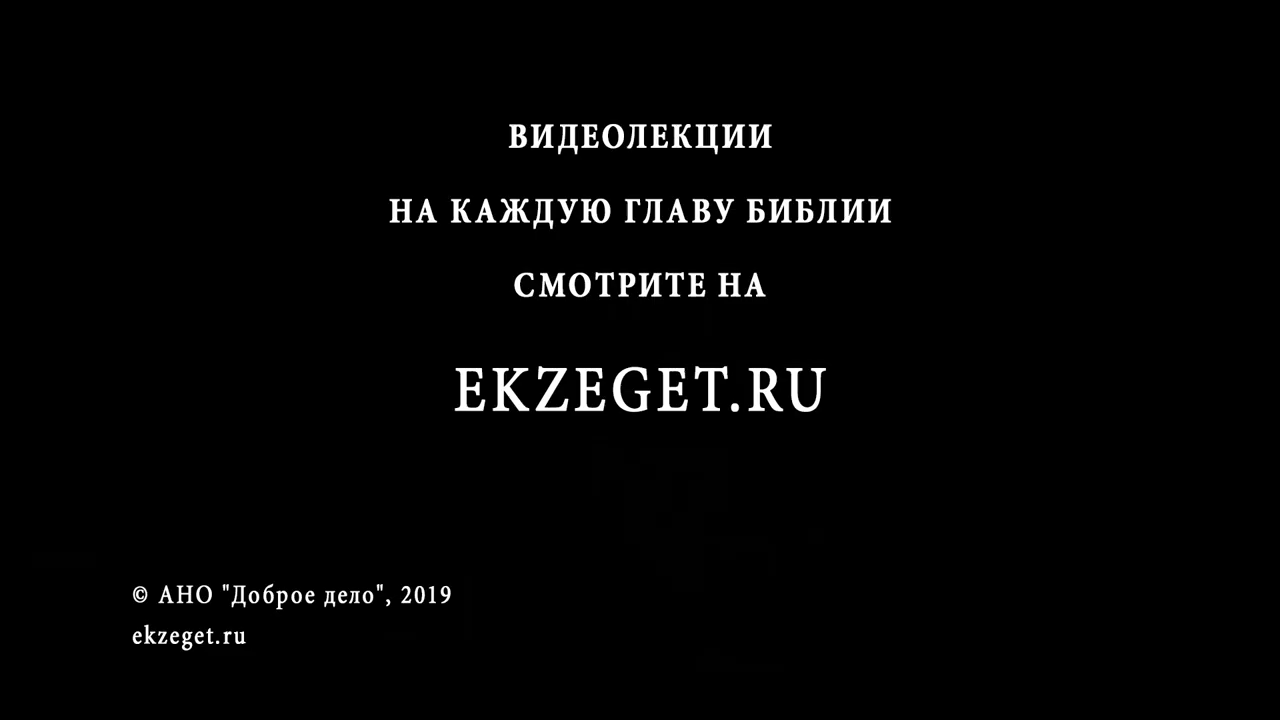 ВИДЕОЛЕКЦИИ
НА КАЖДУЮ ГЛАВУ БИБЛИИ
СМОТРИТЕ НА
EKZEGET.RU
© АНО "Доброе дело", 2019
ekzeget.ru